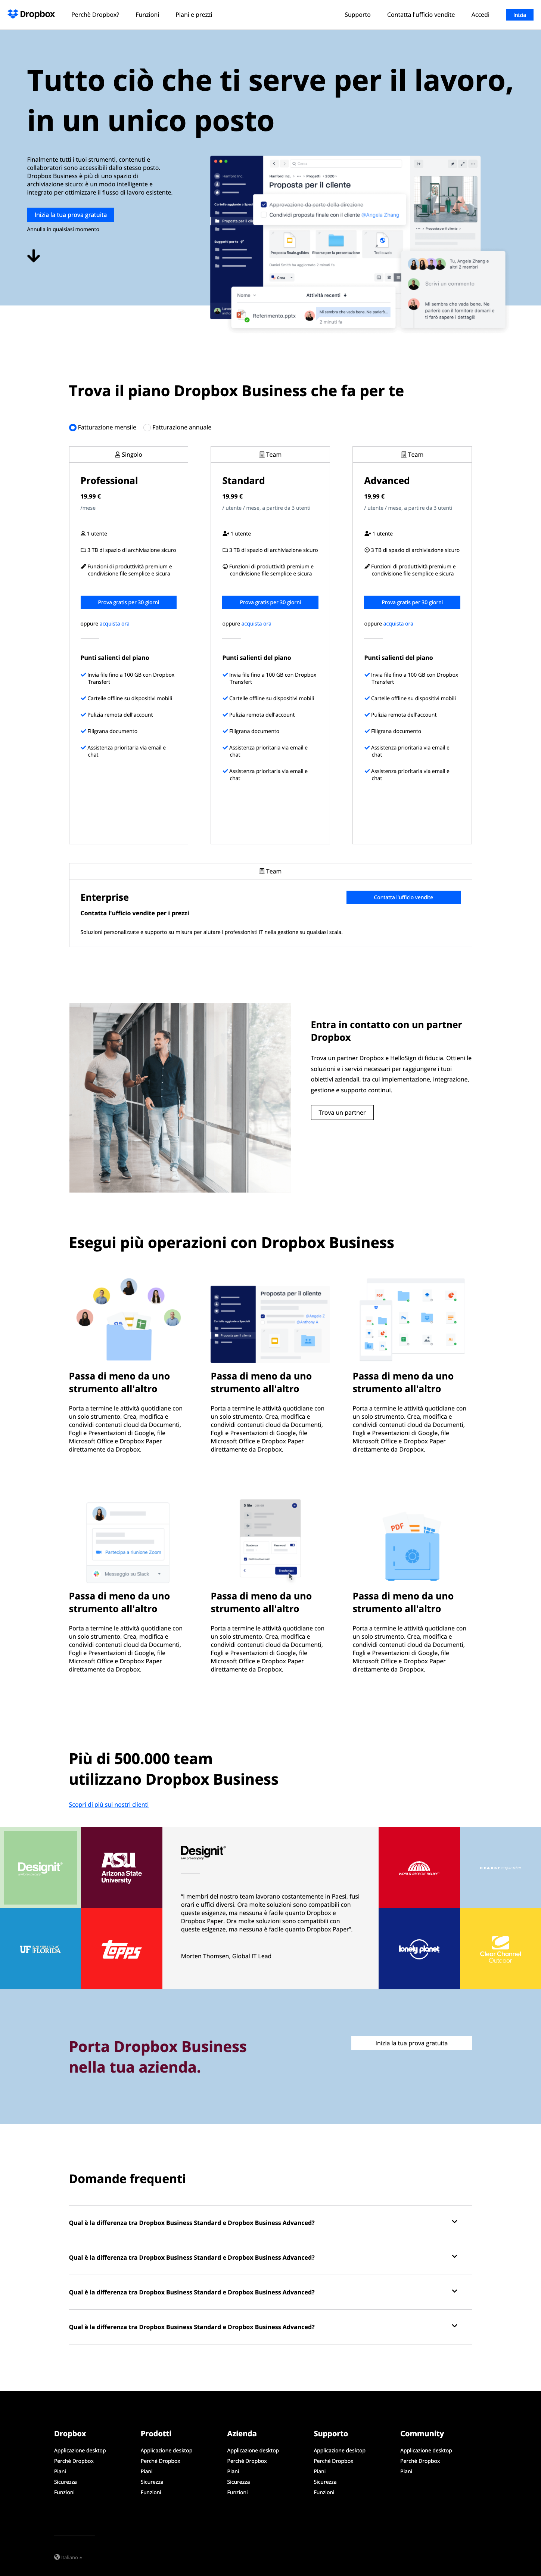 Dropbox Perchè Dropbox? Funzioni Piani e prezzi Supporto Contatta l'ufficio vendite Accedi Inizia
Tutto ciò che ti serve per il lavoro,
in un unico posto
Finalmente tutti i tuoi strumenti, contenuti e
collaboratori sono accessibili dallo stesso posto.
Dropbox Business è più di uno spazio di
archiviazione sicuro: è un modo intelligente e
integrato per ottimizzare il flusso di lavoro esistente.
Inizia la tua prova gratuita
Annulla in qualsiasi momento
Hanford Inc.
Proposta per il cliente
Approvazione da parte della direzione
Condividi proposta finale con il cliente @Angela Zhang
Crea
Nome
Attività recenti
Referimento.pptx
Mi sembra che vada bene. Ne parlerò...
2 minuti fa
Tu, Angela Zhang e
altri 2 membri
Scrivi un commento
Mi sembra che vada bene. Ne
parlerò con il fornitore domani e
ti farò sapere i dettagli!
Trova il piano Dropbox Business che fa per te
Fatturazione mensile Fatturazione annuale
Singolo
Professional
19,99 €
/mese
1 utente
3 TB di spazio di archiviazione sicuro
Funzioni di produttività premium e
condivisione file semplice e sicura
Prova gratis per 30 giorni
oppure acquista ora
Punti salienti del piano
Invia file fino a 100 GB con Dropbox
Transfert
Cartelle offline su dispositivi mobili
Pulizia remota dell'account
Filigrana documento
Assistenza prioritaria via email e
chat
Team
Standard
19,99 €
/ utente / mese, a partire da 3 utenti
1 utente
3 TB di spazio di archiviazione sicuro
Funzioni di produttività premium e
condivisione file semplice e sicura
Prova gratis per 30 giorni
oppure acquista ora
Punti salienti del piano
Invia file fino a 100 GB con Dropbox
Transfert
Cartelle offline su dispositivi mobili
Pulizia remota dell'account
Filigrana documento
Assistenza prioritaria via email e
chat
Assistenza prioritaria via email e
chat
Team
Advanced
19,99 €
/ utente / mese, a partire da 3 utenti
1 utente
3 TB di spazio di archiviazione sicuro
Funzioni di produttività premium e
condivisione file semplice e sicura
Prova gratis per 30 giorni
oppure acquista ora
Punti salienti del piano
Invia file fino a 100 GB con Dropbox
Transfert
Cartelle offline su dispositivi mobili
Pulizia remota dell'account
Filigrana documento
Assistenza prioritaria via email e
chat
Assistenza prioritaria via email e
chat
Team
Enterprise
Contatta l'ufficio vendite
Contatta l'ufficio vendite per i prezzi
Soluzioni personalizzate e supporto su misura per aiutare i professionisti IT nella gestione su qualsiasi scala.
Entra in contatto con un partner
Dropbox
Trova un partner Dropbox e HelloSign di fiducia. Ottieni le
soluzioni e i servizi necessari per raggiungere i tuoi
obiettivi aziendali, tra cui implementazione, integrazione,
gestione e supporto continui.
Trova un partner
Esegui più operazioni con Dropbox Business
Proposta per il cliente
Passa di meno da uno
strumento all'altro
Porta a termine le attività quotidiane con
un solo strumento. Crea, modifica e
condividi contenuti cloud da Documenti,
Fogli e Presentazioni di Google, file
Microsoft Office e Dropbox Paper
direttamente da Dropbox.
Passa di meno da uno
strumento all'altro
Porta a termine le attività quotidiane con
un solo strumento. Crea, modifica e
condividi contenuti cloud da Documenti,
Fogli e Presentazioni di Google, file
Microsoft Office e Dropbox Paper
direttamente da Dropbox.
Passa di meno da uno
strumento all'altro
Porta a termine le attività quotidiane con
un solo strumento. Crea, modifica e
condividi contenuti cloud da Documenti,
Fogli e Presentazioni di Google, file
Microsoft Office e Dropbox Paper
direttamente da Dropbox.
Partecipa a riunione Zoom
Messaggio su Slack
Trasferisci
PDF
Passa di meno da uno
strumento all'altro
Porta a termine le attività quotidiane con
un solo strumento. Crea, modifica e
condividi contenuti cloud da Documenti,
Fogli e Presentazioni di Google, file
Microsoft Office e Dropbox Paper
direttamente da Dropbox.
Passa di meno da uno
strumento all'altro
Porta a termine le attività quotidiane con
un solo strumento. Crea, modifica e
condividi contenuti cloud da Documenti,
Fogli e Presentazioni di Google, file
Microsoft Office e Dropbox Paper
direttamente da Dropbox.
Passa di meno da uno
strumento all'altro
Porta a termine le attività quotidiane con
un solo strumento. Crea, modifica e
condividi contenuti cloud da Documenti,
Fogli e Presentazioni di Google, file
Microsoft Office e Dropbox Paper
direttamente da Dropbox.
Più di 500.000 team
utilizzano Dropbox Business
Scopri di più sui nostri clienti
Designit
ASU
Arizona State
University
UF FLORIDA
Topps
Designit
“I membri del nostro team lavorano costantemente in Paesi, fusi
orari e uffici diversi. Ora molte soluzioni sono compatibili con
queste esigenze, ma nessuna è facile quanto Dropbox e
Dropbox Paper. Ora molte soluzioni sono compatibili con
queste esigenze, ma nessuna è facile quanto Dropbox Paper”.
Morten Thomsen, Global IT Lead
WORLD BICYCLE RELIEF
lonely planet
Clear Channel
Outdoor
Porta Dropbox Business
nella tua azienda.
Inizia la tua prova gratuita
Domande frequenti
Qual è la differenza tra Dropbox Business Standard e Dropbox Business Advanced?
Qual è la differenza tra Dropbox Business Standard e Dropbox Business Advanced?
Qual è la differenza tra Dropbox Business Standard e Dropbox Business Advanced?
Qual è la differenza tra Dropbox Business Standard e Dropbox Business Advanced?
Dropbox
Applicazione desktop
Perché Dropbox
Piani
Sicurezza
Funzioni
Prodotti
Applicazione desktop
Perché Dropbox
Piani
Sicurezza
Funzioni
Azienda
Applicazione desktop
Perché Dropbox
Piani
Sicurezza
Funzioni
Supporto
Applicazione desktop
Perché Dropbox
Piani
Sicurezza
Funzioni
Community
Applicazione desktop
Perché Dropbox
Piani
Italiano